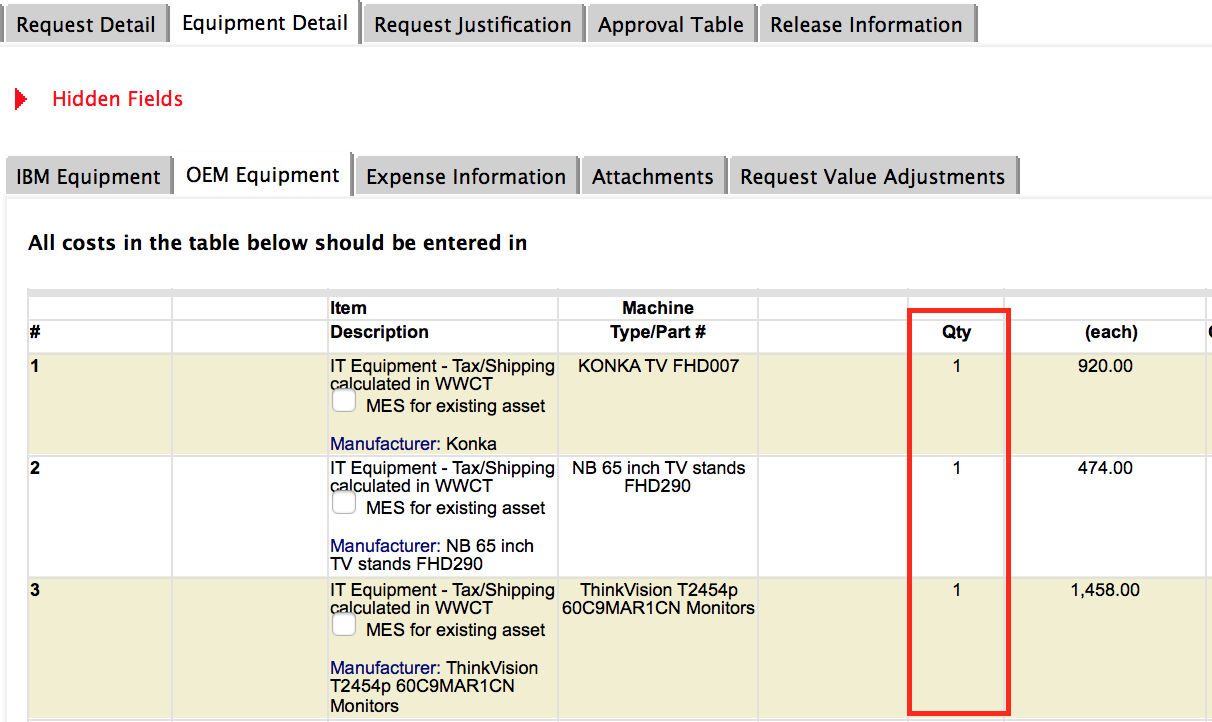 Request Detail Equipment Detail Request Justification Approval Table Release Information
Hidden Fields
IBM Equipment OEM Equipment Expense Information Attachments Request Value Adjustments
All costs in the table below should be entered in
Item Machine
# Description Type/Part # Qty (each)
1 IT Equipment - Tax/Shipping KONKA TV FHD007 1 920.00
calculated in WWCT
MES for existing asset
Manufacturer: Konka
2 IT Equipment - Tax/Shipping NB 65 inch TV stands 1 474.00
calculated in WWCT FHD290
MES for existing asset
Manufacturer: NB 65 inch
TV stands FHD290
3 IT Equipment - Tax/Shipping ThinkVision T2454p 1 1,458.00
calculated in WWCT 60C9MAR1CN Monitors
MES for existing asset
Manufacturer: ThinkVision
T2454p 60C9MAR1CN
Monitors